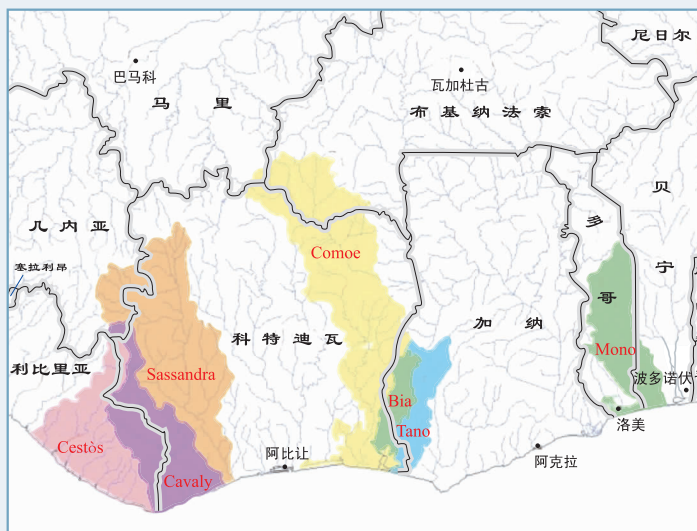 尼日尔
巴马科
瓦加杜古
马里
布基纳法索
几内亚
多哥
贝宁
Comoe
塞拉利昂
科特迪瓦
加纳
利比里亚
Sassandra
Mono
波多诺伏
Bia
洛美
Tano
Cestòs
阿比让
阿克拉
Cavaly